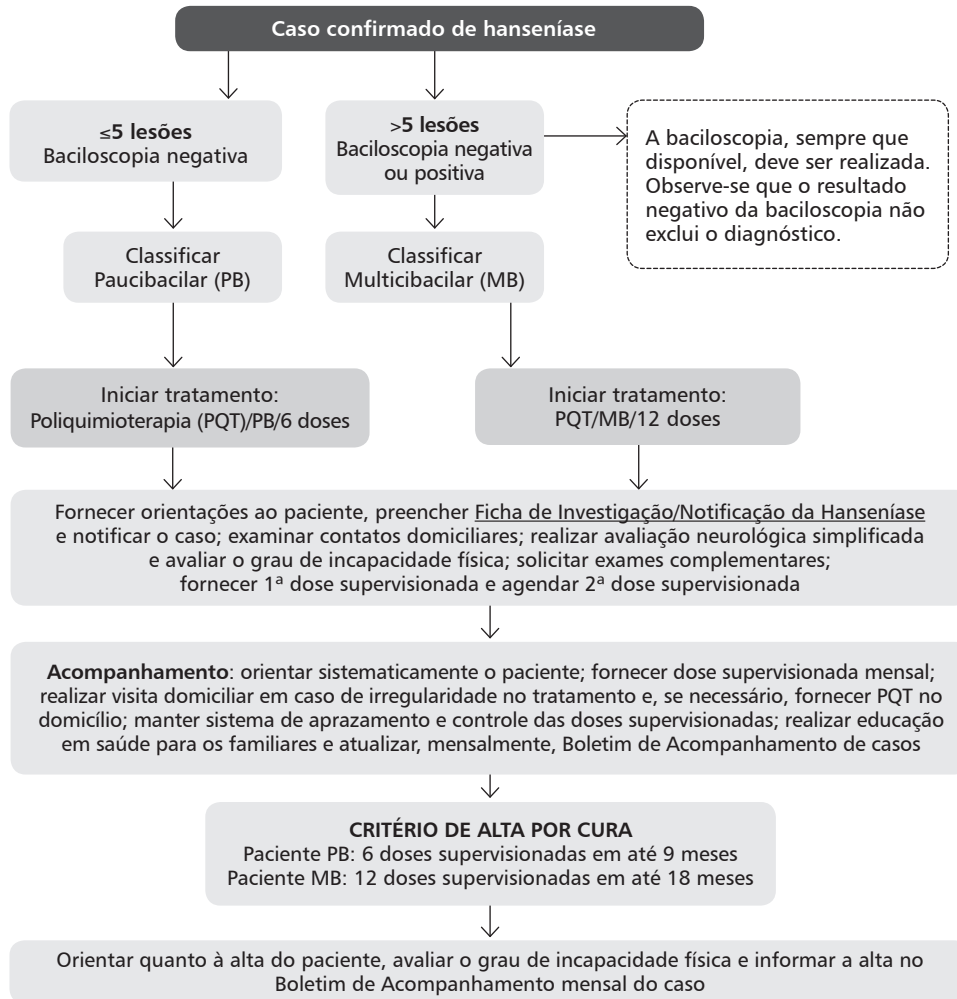 Caso confirmado de hanseníase
≤5 lesões
Baciloscopia negativa
>5 lesões
Baciloscopia negativa
ou positiva
A baciloscopia, sempre que
disponível, deve ser realizada.
Observe-se que o resultado
negativo da baciloscopia não
exclui o diagnóstico.
Classificar
Paucibacilar (PB)
Classificar
Multicibacilar (MB)
Iniciar tratamento:
Poliquimioterapia (PQT)/PB/6 doses
Iniciar tratamento:
PQT/MB/12 doses
Fornecer orientações ao paciente, preencher Ficha de Investigação/Notificação da Hanseníase
e notificar o caso; examinar contatos domiciliares; realizar avaliação neurológica simplificada
e avaliar o grau de incapacidade física; solicitar exames complementares;
fornecer 1ª dose supervisionada e agendar 2ª dose supervisionada
Acompanhamento: orientar sistematicamente o paciente; fornecer dose supervisionada mensal;
realizar visita domiciliar em caso de irregularidade no tratamento e, se necessário, fornecer PQT no
domicílio; manter sistema de aprazamento e controle das doses supervisionadas; realizar educação
em saúde para os familiares e atualizar, mensalmente, Boletim de Acompanhamento de casos
CRITÉRIO DE ALTA POR CURA
Paciente PB: 6 doses supervisionadas em até 9 meses
Paciente MB: 12 doses supervisionadas em até 18 meses
Orientar quanto à alta do paciente, avaliar o grau de incapacidade física e informar a alta no
Boletim de Acompanhamento mensal do caso